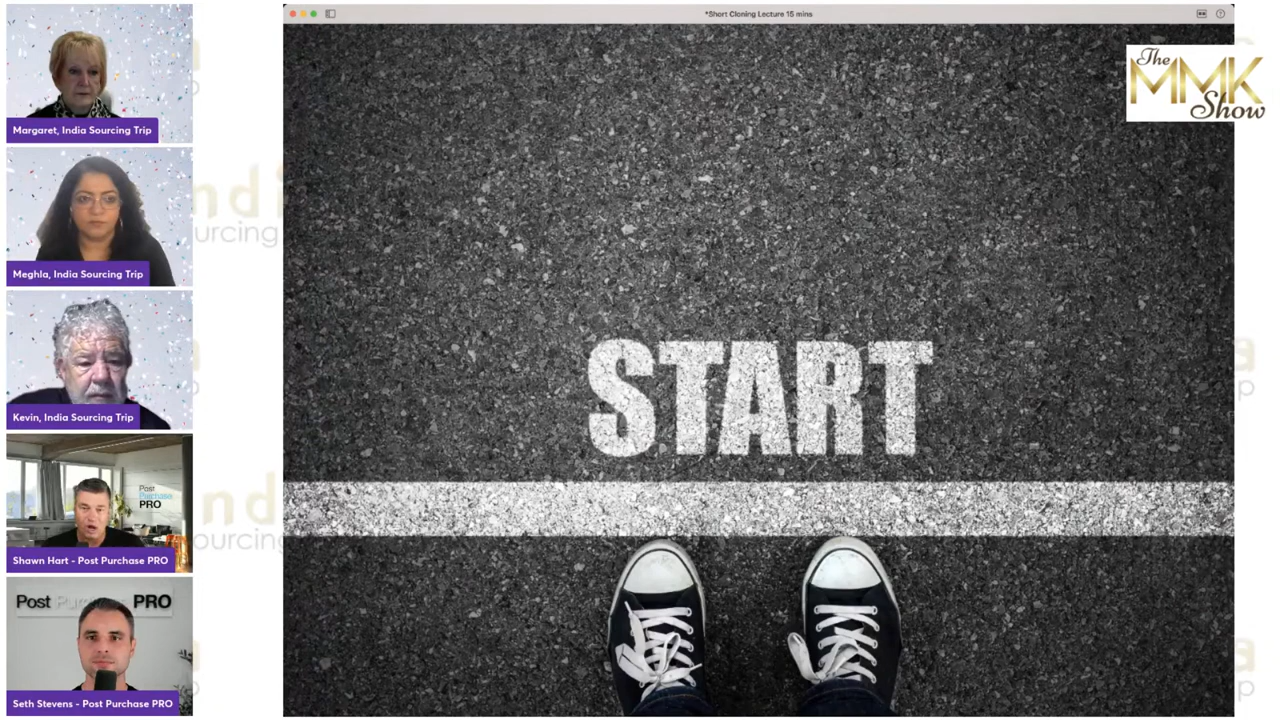 *Short Cloning Lecture 15 mins
The
MMK
Show
Margaret, India Sourcing Trip
Meghla, India Sourcing Trip
Kevin, India Sourcing Trip
Post
Purchase
PRO
Shawn Hart - Post Purchase PRO
Post Purchase PRO
Seth Stevens - Post Purchase PRO
START